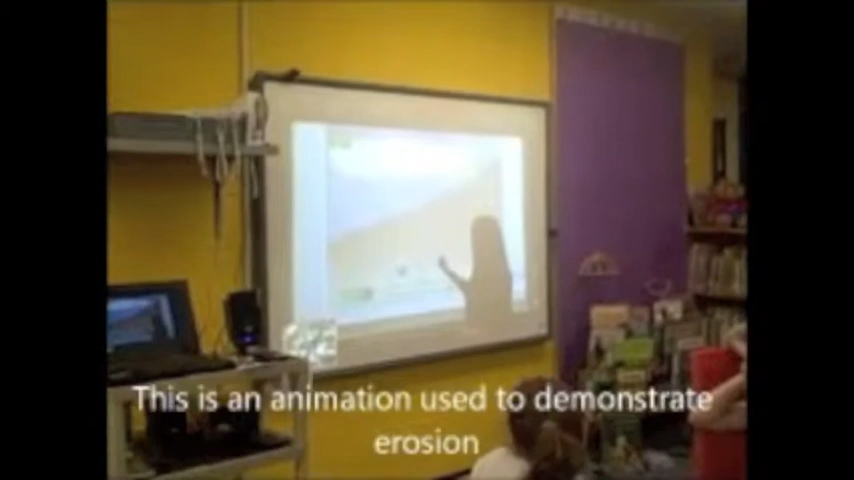 This is an animation used to demonstrate
erosion